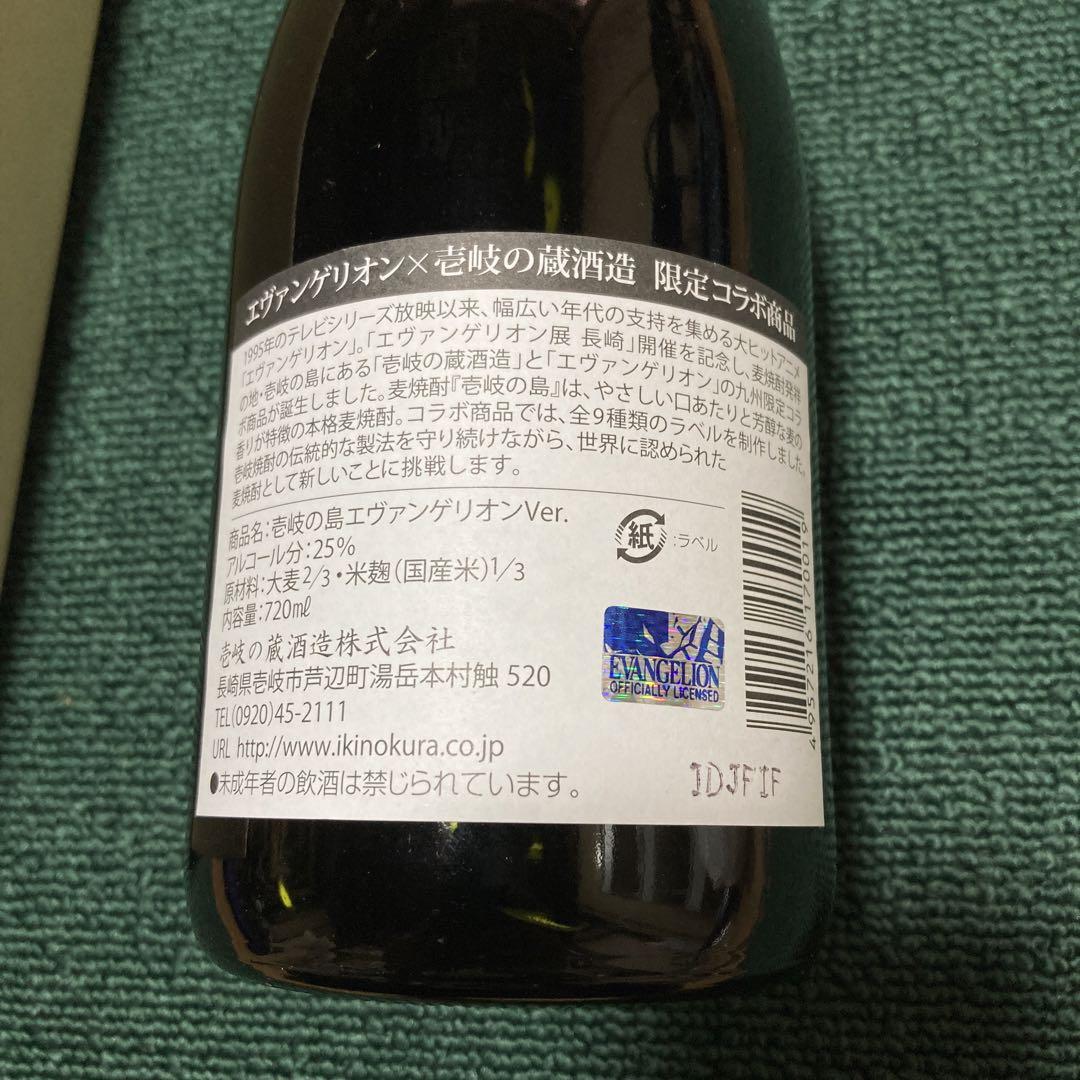 エヴァンゲリオン×壱岐の蔵酒造 限定コラボ商品
1995年のテレビシリーズ放映以来、幅広い年代の支持を集める大ヒットアニメ
「エヴァンゲリオン」。「エヴァンゲリオン展 長崎」開催を記念し、麦焼酎発祥
の地・壱岐の島にある「壱岐の蔵酒造」と「エヴァンゲリオン」の九州限定コラ
ボ商品が誕生しました。麦焼酎『壱岐の島』は、やさしい口あたりと芳醇な麦の
香りが特徴の本格麦焼酎。コラボ商品では、全9種類のラベルを制作しました。
壱岐焼酎の伝統的な製法を守り続けながら、世界に認められた
麦焼酎として新しいことに挑戦します。
商品名:壱岐の島エヴァンゲリオンVer.
アルコール分:25%
原材料:大麦2/3・米麹(国産米)1/3
内容量:720㎖
紙:ラベル
壱岐の蔵酒造株式会社
長崎県壱岐市芦辺町湯岳本村触 520
TEL(0920)45-2111
URL http://www.ikinokura.co.jp
●未成年者の飲酒は禁じられています。
EVANGELION
OFFICIALLY LICENSED
4957216170019
IDJFIF